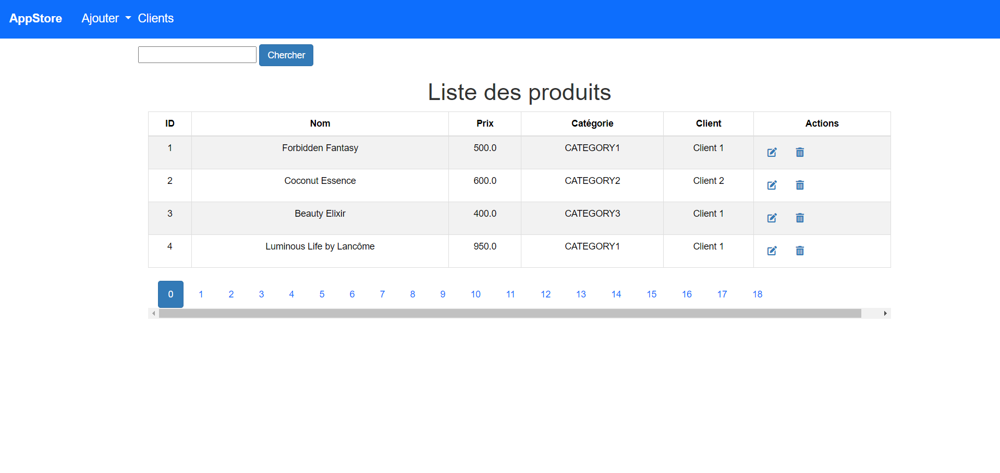 AppStore Ajouter Clients
Chercher
Liste des produits
ID Nom Prix Catégorie Client Actions
1 Forbidden Fantasy 500.0 CATEGORY1 Client 1
2 Coconut Essence 600.0 CATEGORY2 Client 2
3 Beauty Elixir 400.0 CATEGORY3 Client 1
4 Luminous Life by Lancôme 950.0 CATEGORY1 Client 1
0 1 2 3 4 5 6 7 8 9 10 11 12 13 14 15 16 17 18